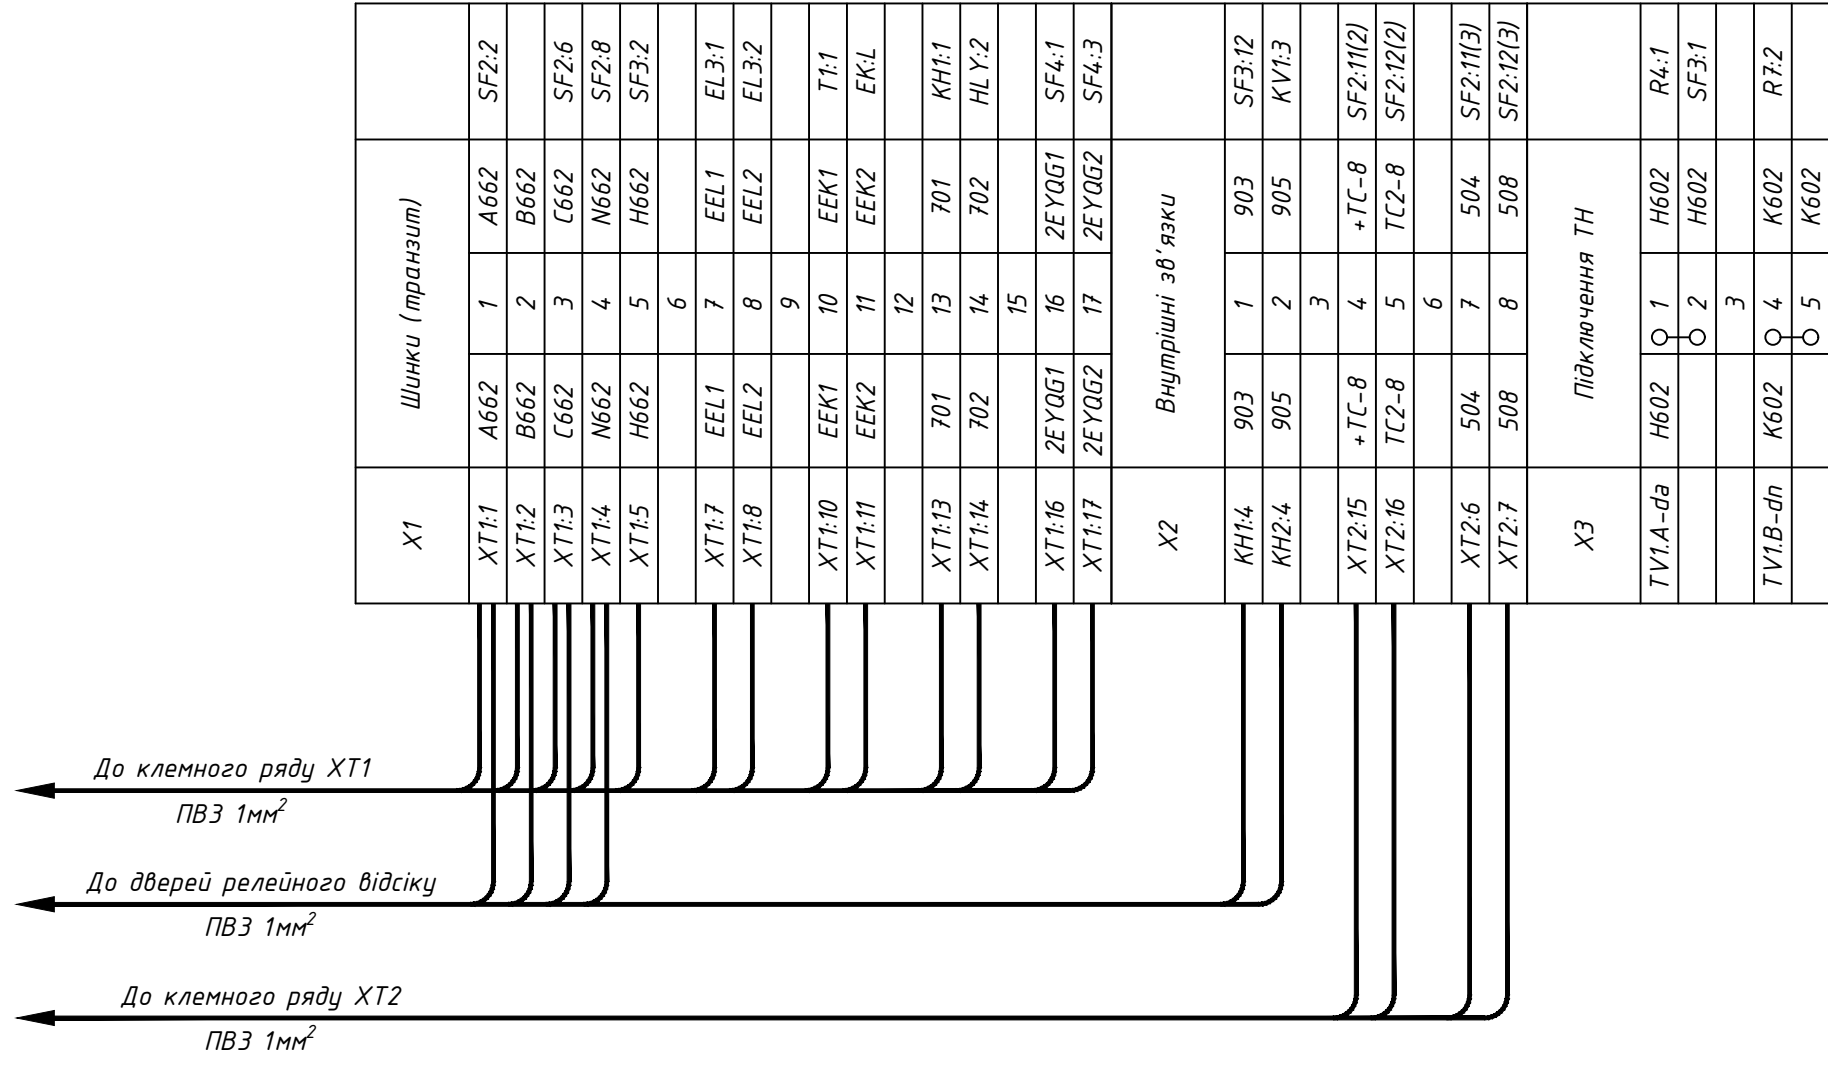 SF2:2
SF2:6
SF2:8
SF3:2
EL3:1
EL3:2
T1:1
EK:L
KH1:1
HLY:2
SF4:1
SF4:3
SF3:12
KV1:3
SF2:11(2)
SF2:12(2)
SF2:11(3)
SF2:12(3)
R4:1
SF3:1
R7:2
Шинки (транзит)
A662
B662
C662
N662
H662
EEL1
EEL2
EEK1
EEK2
701
702
2EYQG1
2EYQG2
Внутрішні зв'язки
903
905
+TC-8
TC2-8
504
508
Підключення ТН
H602
H602
K602
K602
1
2
3
4
5
6
7
8
9
10
11
12
13
14
15
16
17
1
2
3
4
5
6
7
8
1
2
3
4
5
A662
B662
C662
N662
H662
EEL1
EEL2
EEK1
EEK2
701
702
2EYQG1
2EYQG2
903
905
+TC-8
TC2-8
504
508
H602
K602
X1
XT1:1
XT1:2
XT1:3
XT1:4
XT1:5
XT1:7
XT1:8
XT1:10
XT1:11
XT1:13
XT1:14
XT1:16
XT1:17
X2
KH1:4
KH2:4
XT2:15
XT2:16
XT2:6
XT2:7
X3
TV1.A-da
TV1.B-dn
До клемного ряду XT1
ПВЗ 1мм²
До дверей релейного відсіку
ПВЗ 1мм²
До клемного ряду XT2
ПВЗ 1мм²